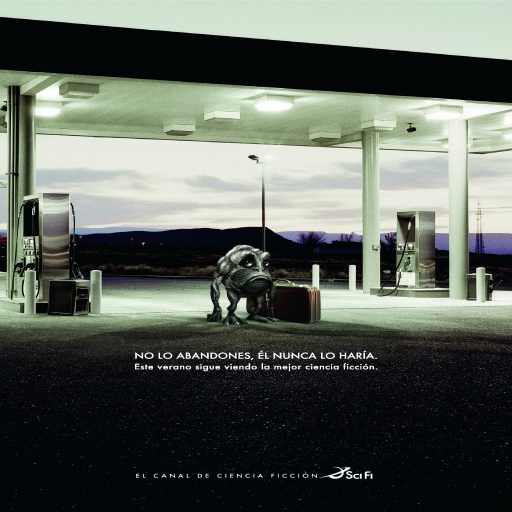 NO LO ABANDONES, ÉL NUNCA LO HARÍA.
Este verano sigue viendo la mejor ciencia ficción.
EL CANAL DE CIENCIA FICCIÓN SCI FI